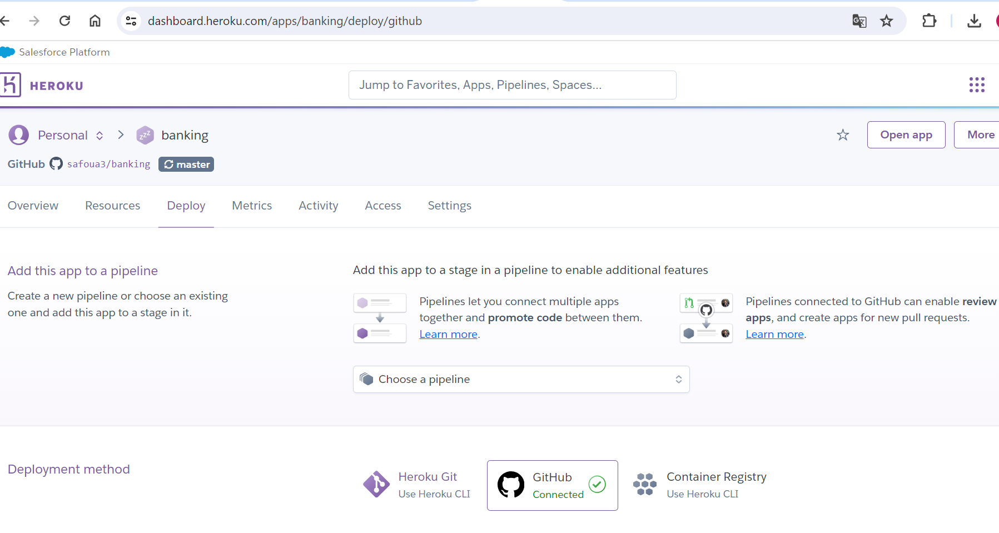 dashboard.heroku.com/apps/banking/deploy/github
Salesforce Platform
HEROKU
Jump to Favorites, Apps, Pipelines, Spaces...
Personal
banking
Open app
More
GitHub safoua3/banking master
Overview Resources Deploy Metrics Activity Access Settings
Add this app to a pipeline
Create a new pipeline or choose an existing
one and add this app to a stage in it.
Add this app to a stage in a pipeline to enable additional features
Pipelines let you connect multiple apps
together and promote code between them.
Learn more.
Pipelines connected to GitHub can enable review
apps, and create apps for new pull requests.
Learn more.
Choose a pipeline
Deployment method
Heroku Git
Use Heroku CLI
GitHub
Connected
Container Registry
Use Heroku CLI